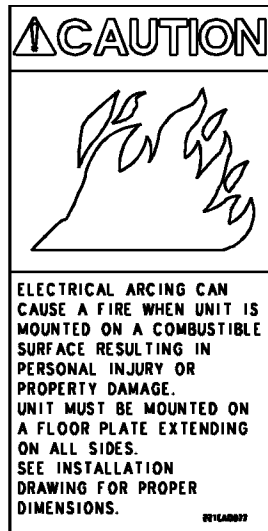 CAUTION
ELECTRICAL ARCING CAN
CAUSE A FIRE WHEN UNIT IS
MOUNTED ON A COMBUSTIBLE
SURFACE RESULTING IN
PERSONAL INJURY OR
PROPERTY DAMAGE.
UNIT MUST BE MOUNTED ON
A FLOOR PLATE EXTENDING
ON ALL SIDES.
SEE INSTALLATION
DRAWING FOR PROPER
DIMENSIONS.